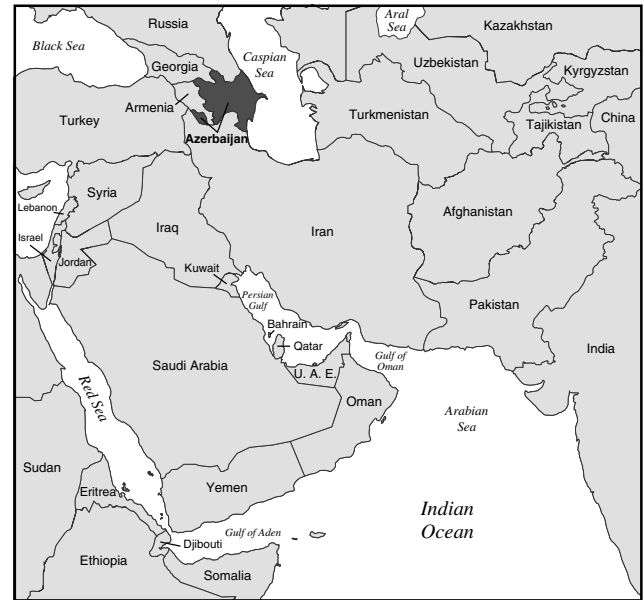 Russia
Aral
Sea
Kazakhstan
Black Sea
Caspian
Sea
Georgia
Uzbekistan
Kyrgyzstan
Armenia
Turkmenistan
Turkey
Tajikistan
China
Azerbaijan
Syria
Afghanistan
Lebanon
Iraq
Iran
Israel
Jordan
Kuwait
Pakistan
Persian
Gulf
Bahrain
Qatar
India
Gulf of
Oman
Saudi Arabia
U. A. E.
Red Sea
Oman
Arabian
Sea
Sudan
Eritrea
Yemen
Indian
Ocean
Gulf of Aden
Djibouti
Ethiopia
Somalia